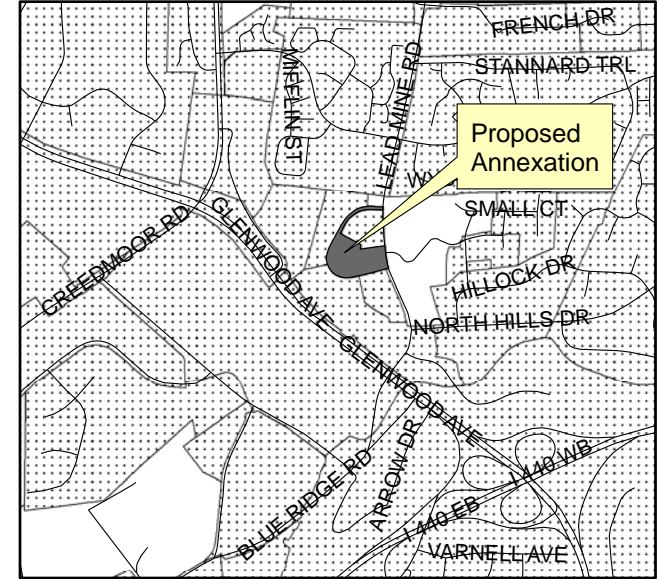 FRENCH DR
STANNARD TRL
MIFFLIN ST
LEAD MINE RD
Proposed
Annexation
SMALL CT
GLENWOOD AVE
CREEDMOOR RD
HILLOCK DR
NORTH HILLS DR
GLENWOOD AVE
ARROW DR
BLUE RIDGE RD
I 440 WB
I 440 EB
VARNELL AVE